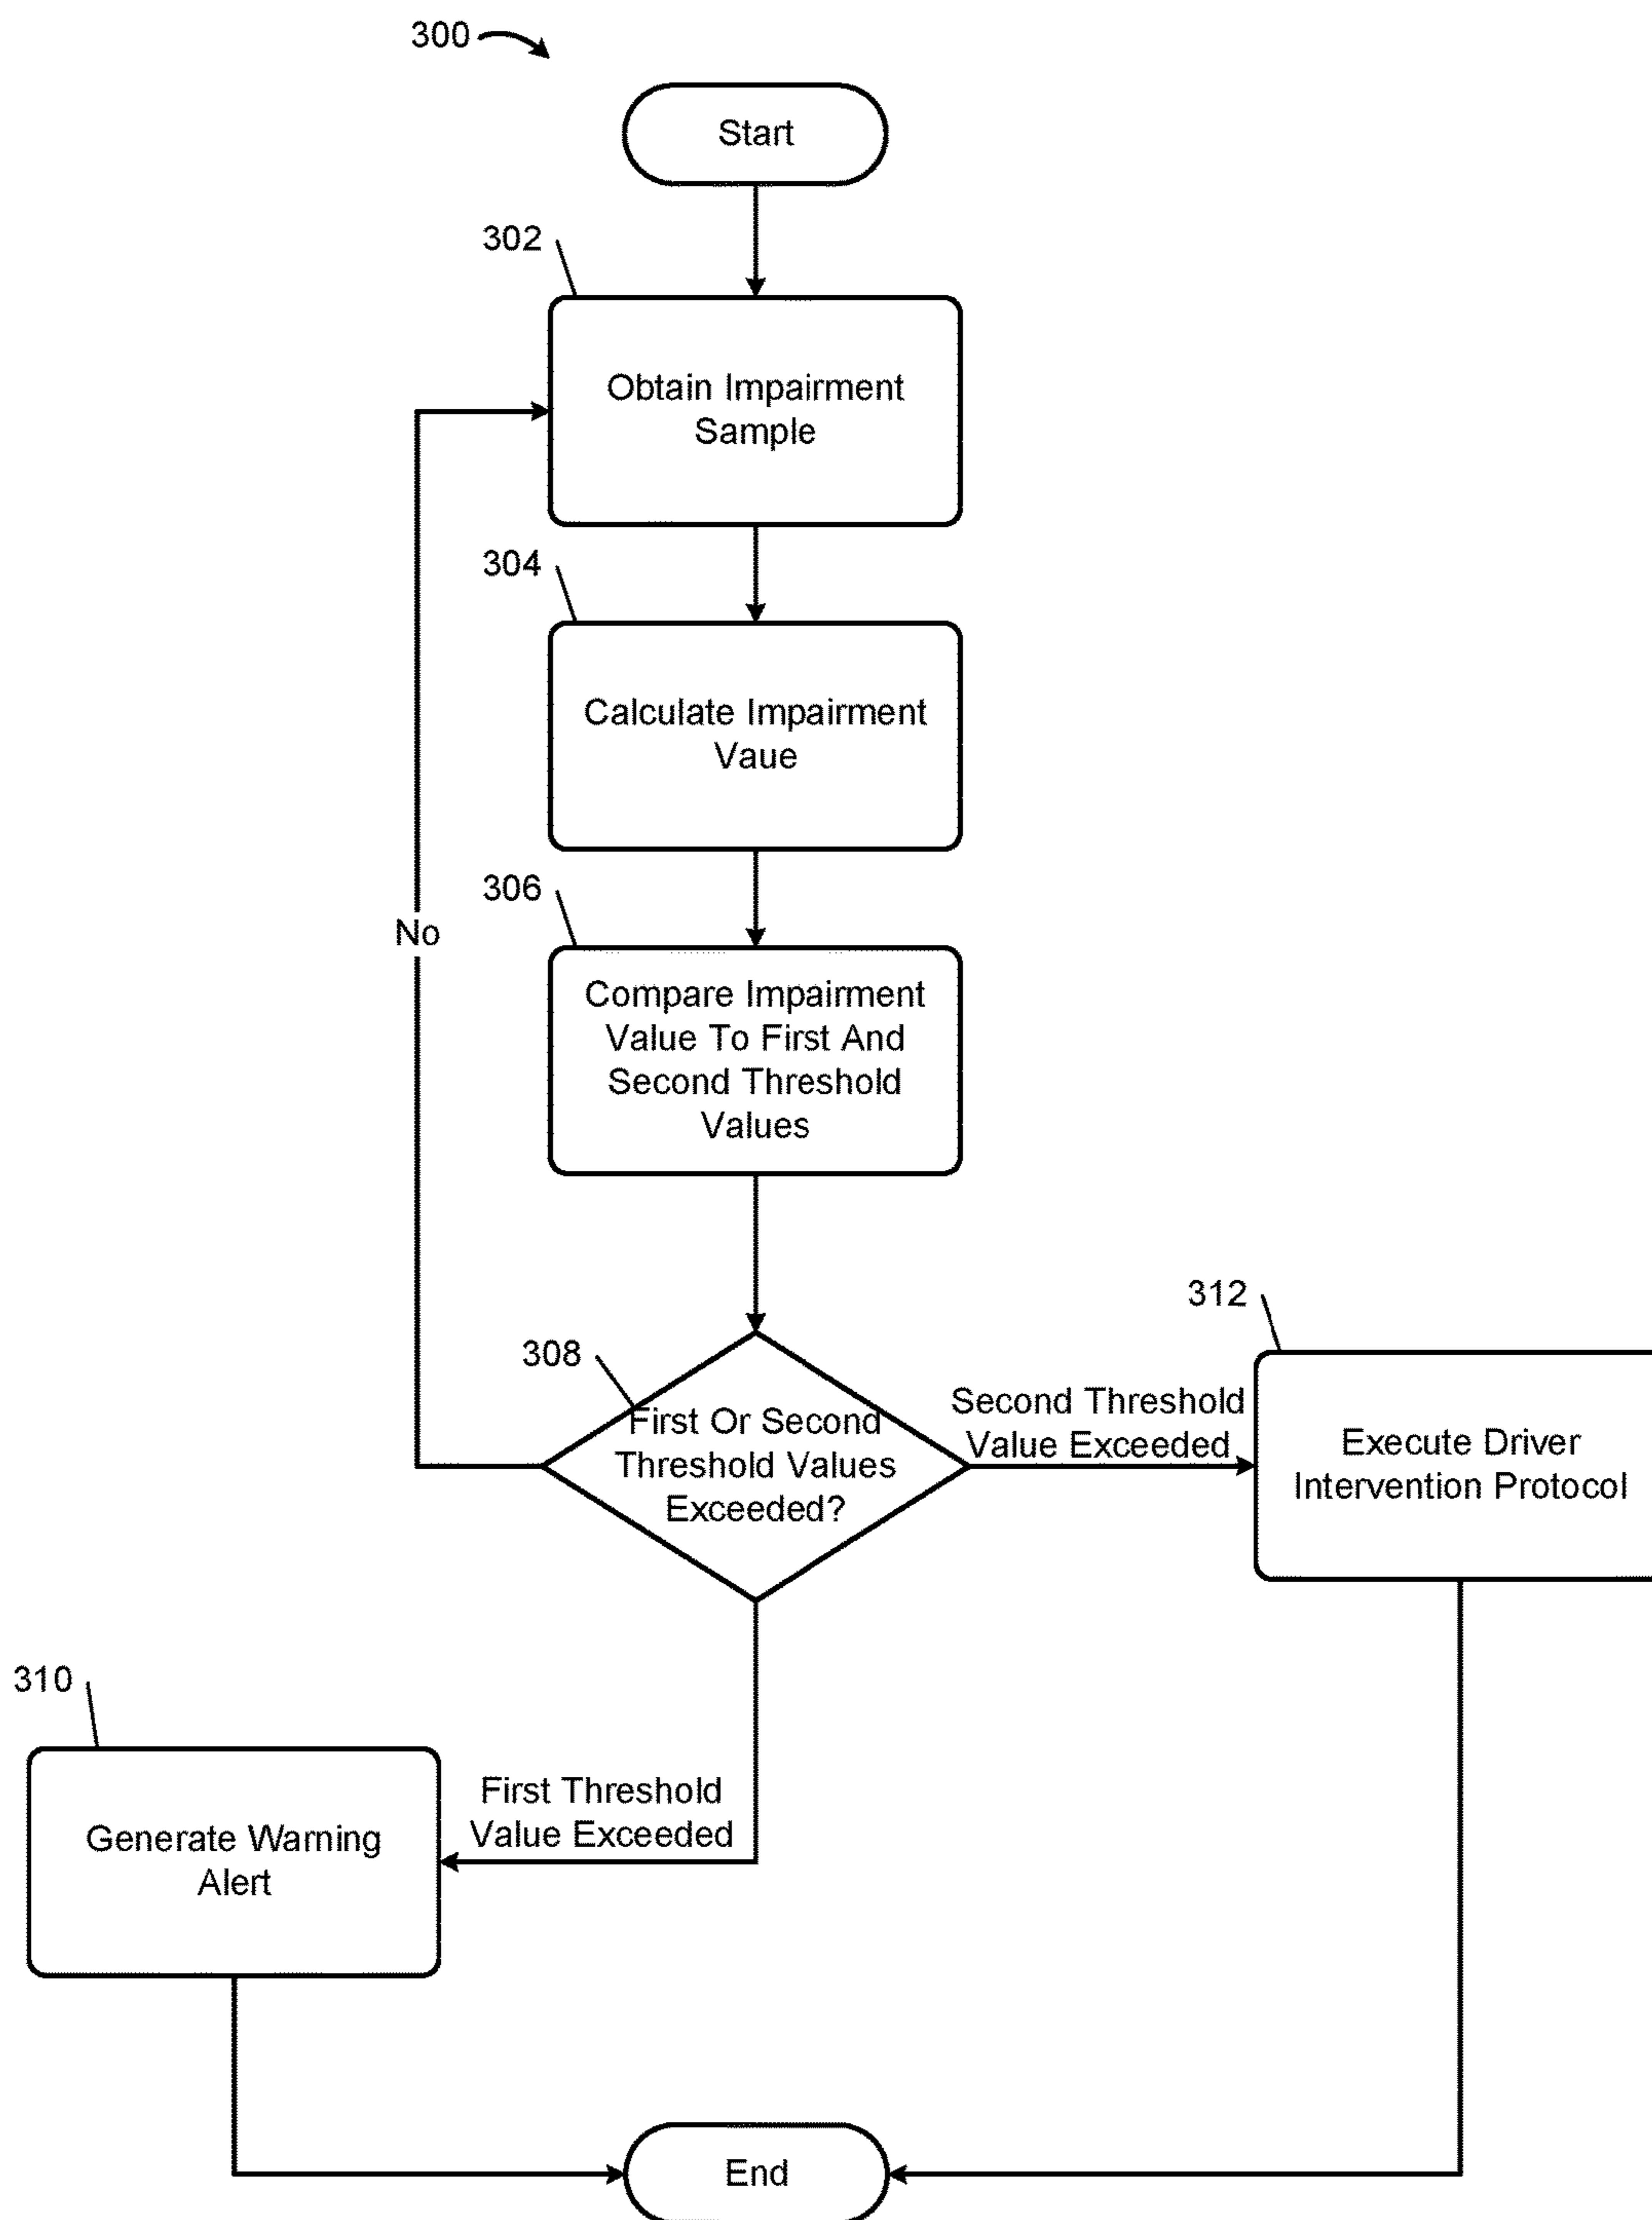 300
Start
302
Obtain Impairment
Sample
304
Calculate Impairment
Vaue
306
No
Compare Impairment
Value To First And
Second Threshold
Values
312
308
First Or Second
Threshold Values
Exceeded?
Second Threshold
Value Exceeded
Execute Driver
Intervention Protocol
310
First Threshold
Value Exceeded
Generate Warning
Alert
End